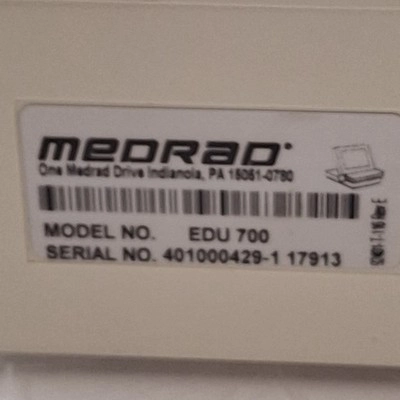 MEDRAD
One Medrad Drive Indianola, PA 15051-0780
MODEL NO. EDU 700
SERIAL NO. 401000429-1 17913